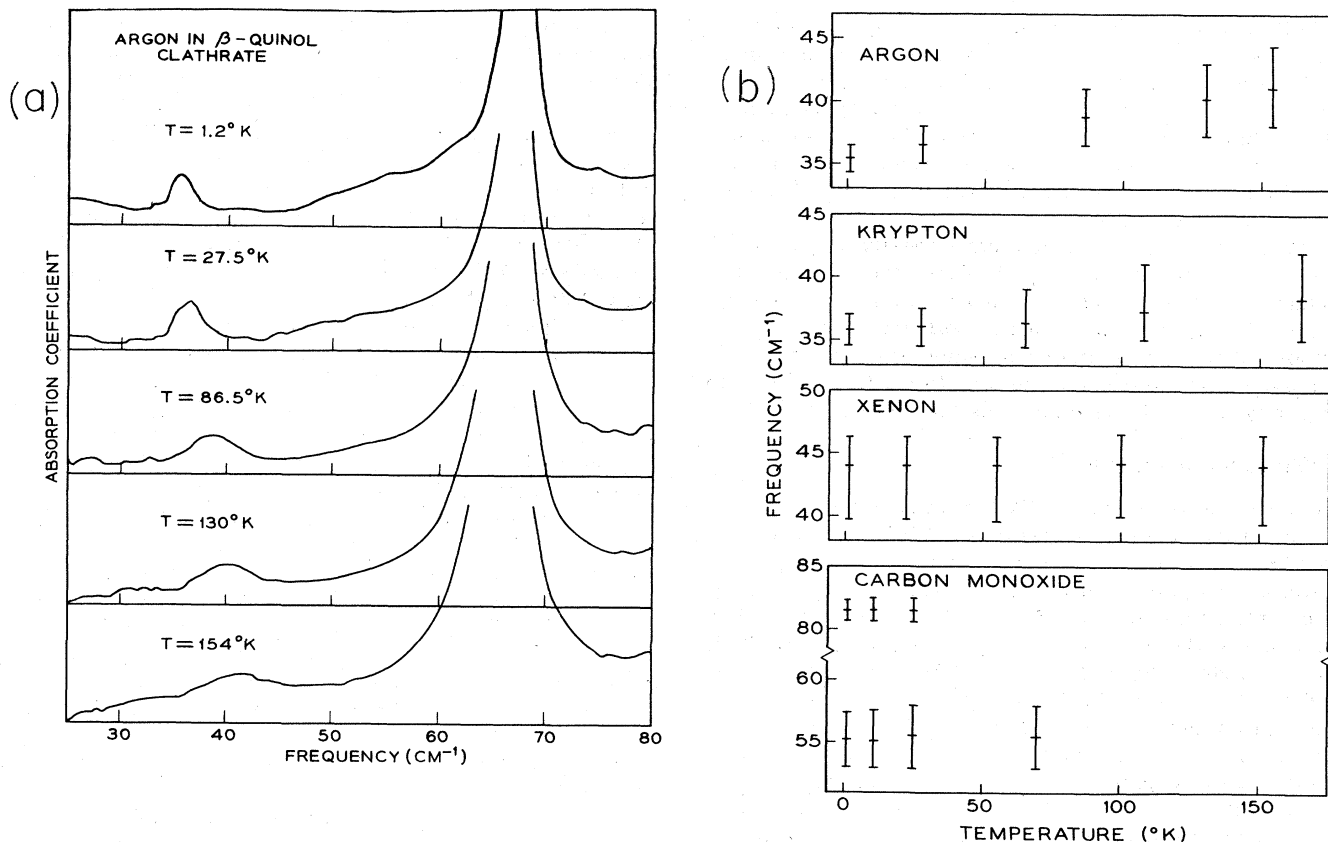 (a)
ARGON IN β-QUINOL
CLATHRATE
T = 1.2° K
T = 27.5°K
T = 86.5°K
T = 130°K
T = 154°K
ABSORPTION COEFFICIENT
30 40 50 60 70 80
FREQUENCY (CM⁻¹)
(b)
ARGON
45
40
35
KRYPTON
45
40
35
XENON
50
45
40
CARBON MONOXIDE
85
80
60
55
FREQUENCY (CM⁻¹)
0 50 100 150
TEMPERATURE (°K)